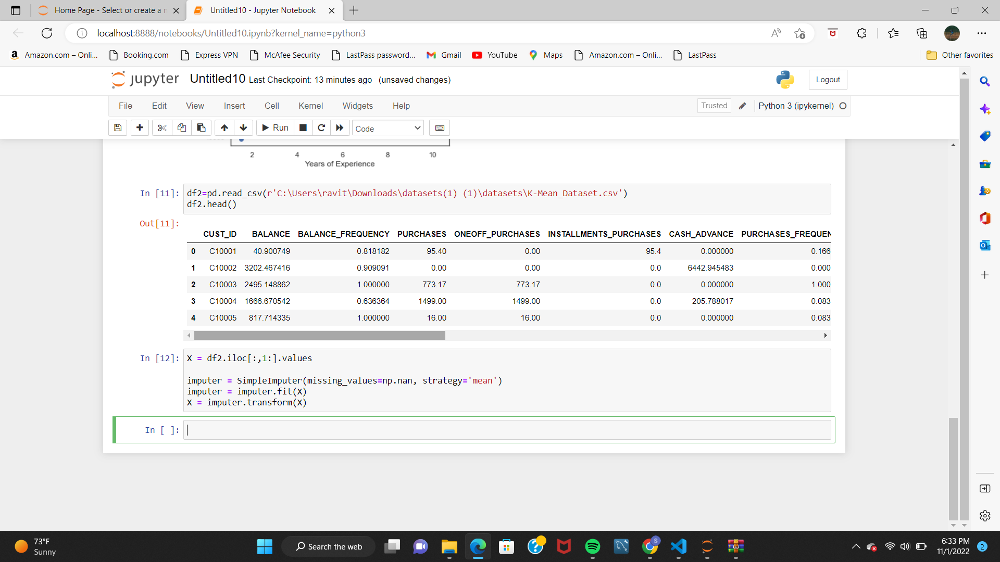 Home Page - Select or create a n
Untitled10 - Jupyter Notebook
localhost:8888/notebooks/Untitled10.ipynb?kernel_name=python3
Amazon.com – Onli...
Booking.com
Express VPN
McAfee Security
LastPass password...
Gmail
YouTube
Maps
Amazon.com – Onli...
LastPass
Other favorites
jupyter Untitled10 Last Checkpoint: 13 minutes ago (unsaved changes)
Logout
File Edit View Insert Cell Kernel Widgets Help
Trusted
Python 3 (ipykernel)
Run
Code
2 4 6 8 10
Years of Experience
In [11]: df2=pd.read_csv(r'C:\Users\ravit\Downloads\datasets(1) (1)\datasets\K-Mean_Dataset.csv')
df2.head()
Out[11]:
CUST_ID BALANCE BALANCE_FREQUENCY PURCHASES ONEOFF_PURCHASES INSTALLMENTS_PURCHASES CASH_ADVANCE PURCHASES_FREQUEN
0 C10001 40.900749 0.818182 95.40 0.00 95.4 0.000000 0.166
1 C10002 3202.467416 0.909091 0.00 0.00 0.0 6442.945483 0.000
2 C10003 2495.148862 1.000000 773.17 773.17 0.0 0.000000 1.000
3 C10004 1666.670542 0.636364 1499.00 1499.00 0.0 205.788017 0.083
4 C10005 817.714335 1.000000 16.00 16.00 0.0 0.000000 0.083
In [12]: X = df2.iloc[:,1:].values
imputer = SimpleImputer(missing_values=np.nan, strategy='mean')
imputer = imputer.fit(X)
X = imputer.transform(X)
In [ ]:
73°F
Sunny
Search the web
S
6:33 PM
11/1/2022
2